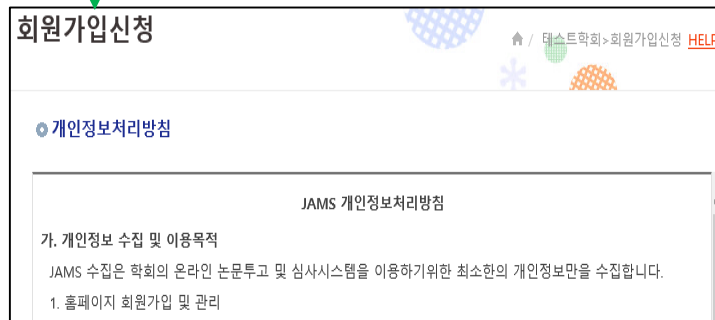 회원가입신청
/ 테스트학회>회원가입신청 HELP
개인정보처리방침
JAMS 개인정보처리방침
가. 개인정보 수집 및 이용목적
JAMS 수집은 학회의 온라인 논문투고 및 심사시스템을 이용하기위한 최소한의 개인정보만을 수집합니다.
1. 홈페이지 회원가입 및 관리